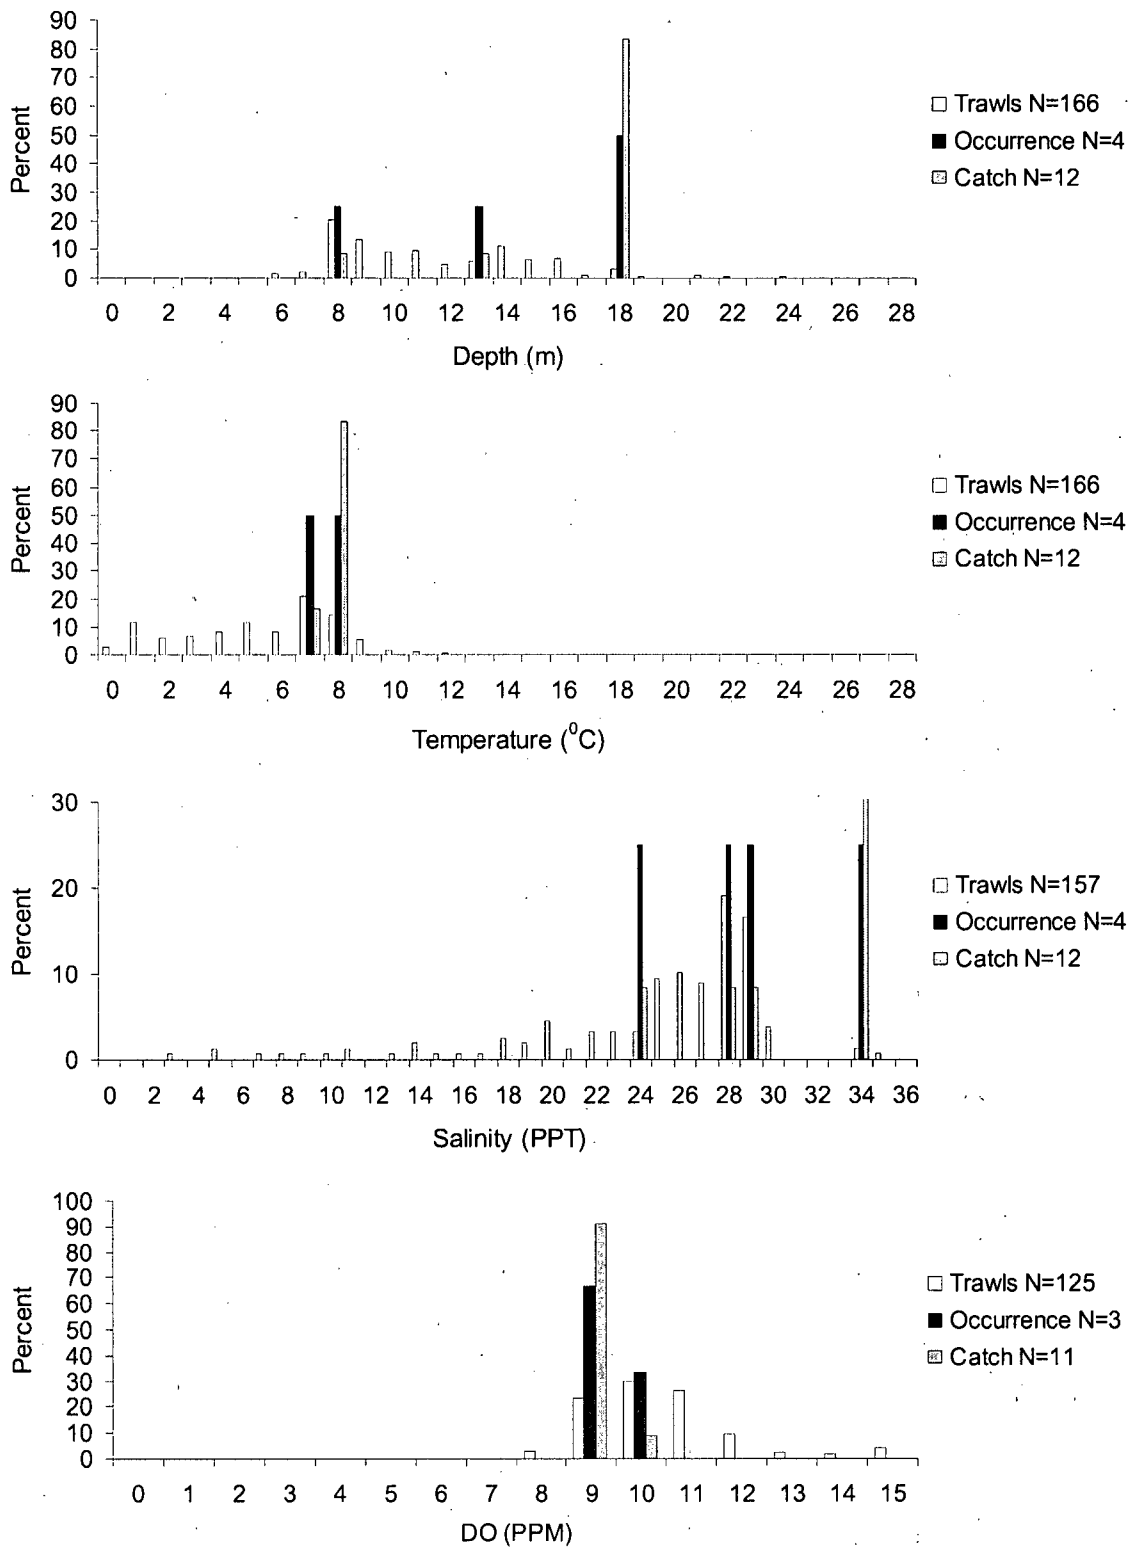 90
80
70
60
50
40
30
20
10
0
Percent
0 2 4 6 8 10 12 14 16 18 20 22 24 26 28
Depth (m)
Trawls N=166
Occurrence N=4
Catch N=12
90
80
70
60
50
40
30
20
10
0
Percent
0 2 4 6 8 10 12 14 16 18 20 22 24 26 28
Temperature (⁰C)
Trawls N=166
Occurrence N=4
Catch N=12
30
20
10
0
Percent
0 2 4 6 8 10 12 14 16 18 20 22 24 26 28 30 32 34 36
Salinity (PPT)
Trawls N=157
Occurrence N=4
Catch N=12
100
90
80
70
60
50
40
30
20
10
0
Percent
0 1 2 3 4 5 6 7 8 9 10 11 12 13 14 15
DO (PPM)
Trawls N=125
Occurrence N=3
Catch N=11